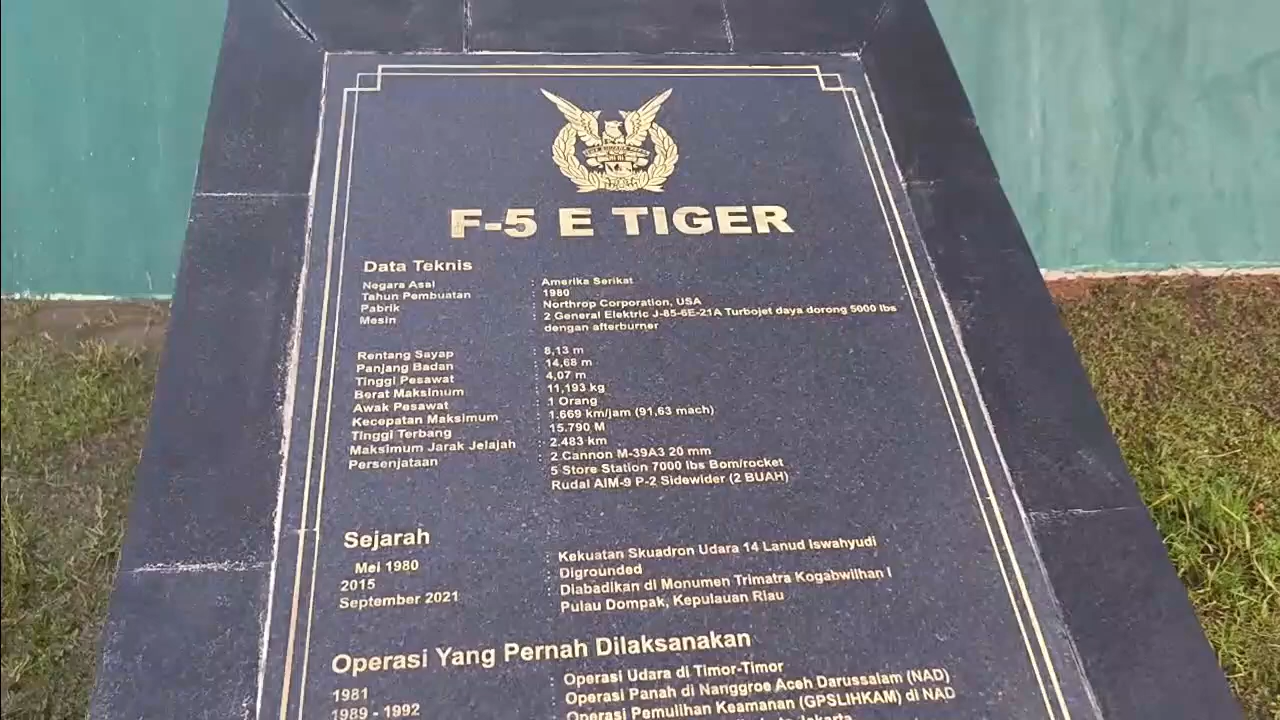 F-5 E TIGER
Data Teknis
Negara Asal : Amerika Serikat
Tahun Pembuatan : 1980
Pabrik : Northrop Corporation, USA
Mesin : 2 General Elektric J-85-6E-21A Turbojet daya dorong 5000 lbs
dengan afterburner
Rentang Sayap : 8,13 m
Panjang Badan : 14,68 m
Tinggi Pesawat : 4,07 m
Berat Maksimum : 11,193 kg
Awak Pesawat : 1 Orang
Kecepatan Maksimum : 1.669 km/jam (91,63 mach)
Tinggi Terbang : 15.790 M
Maksimum Jarak Jelajah : 2.483 km
Persenjataan : 2 Cannon M-39A3 20 mm
5 Store Station 7000 lbs Bom/rocket
Rudal AIM-9 P-2 Sidewider (2 BUAH)
Sejarah
Mei 1980 : Kekuatan Skuadron Udara 14 Lanud Iswahyudi
2015 : Digrounded
September 2021 : Diabadikan di Monumen Trimatra Kogabwilhan I
Pulau Dompak, Kepulauan Riau
Operasi Yang Pernah Dilaksanakan
1981 : Operasi Udara di Timor-Timor
1989 - 1992 : Operasi Panah di Nanggroe Aceh Darussalam (NAD)
Operasi Pemulihan Keamanan (GPSLIHKAM) di NAD
Jakarta